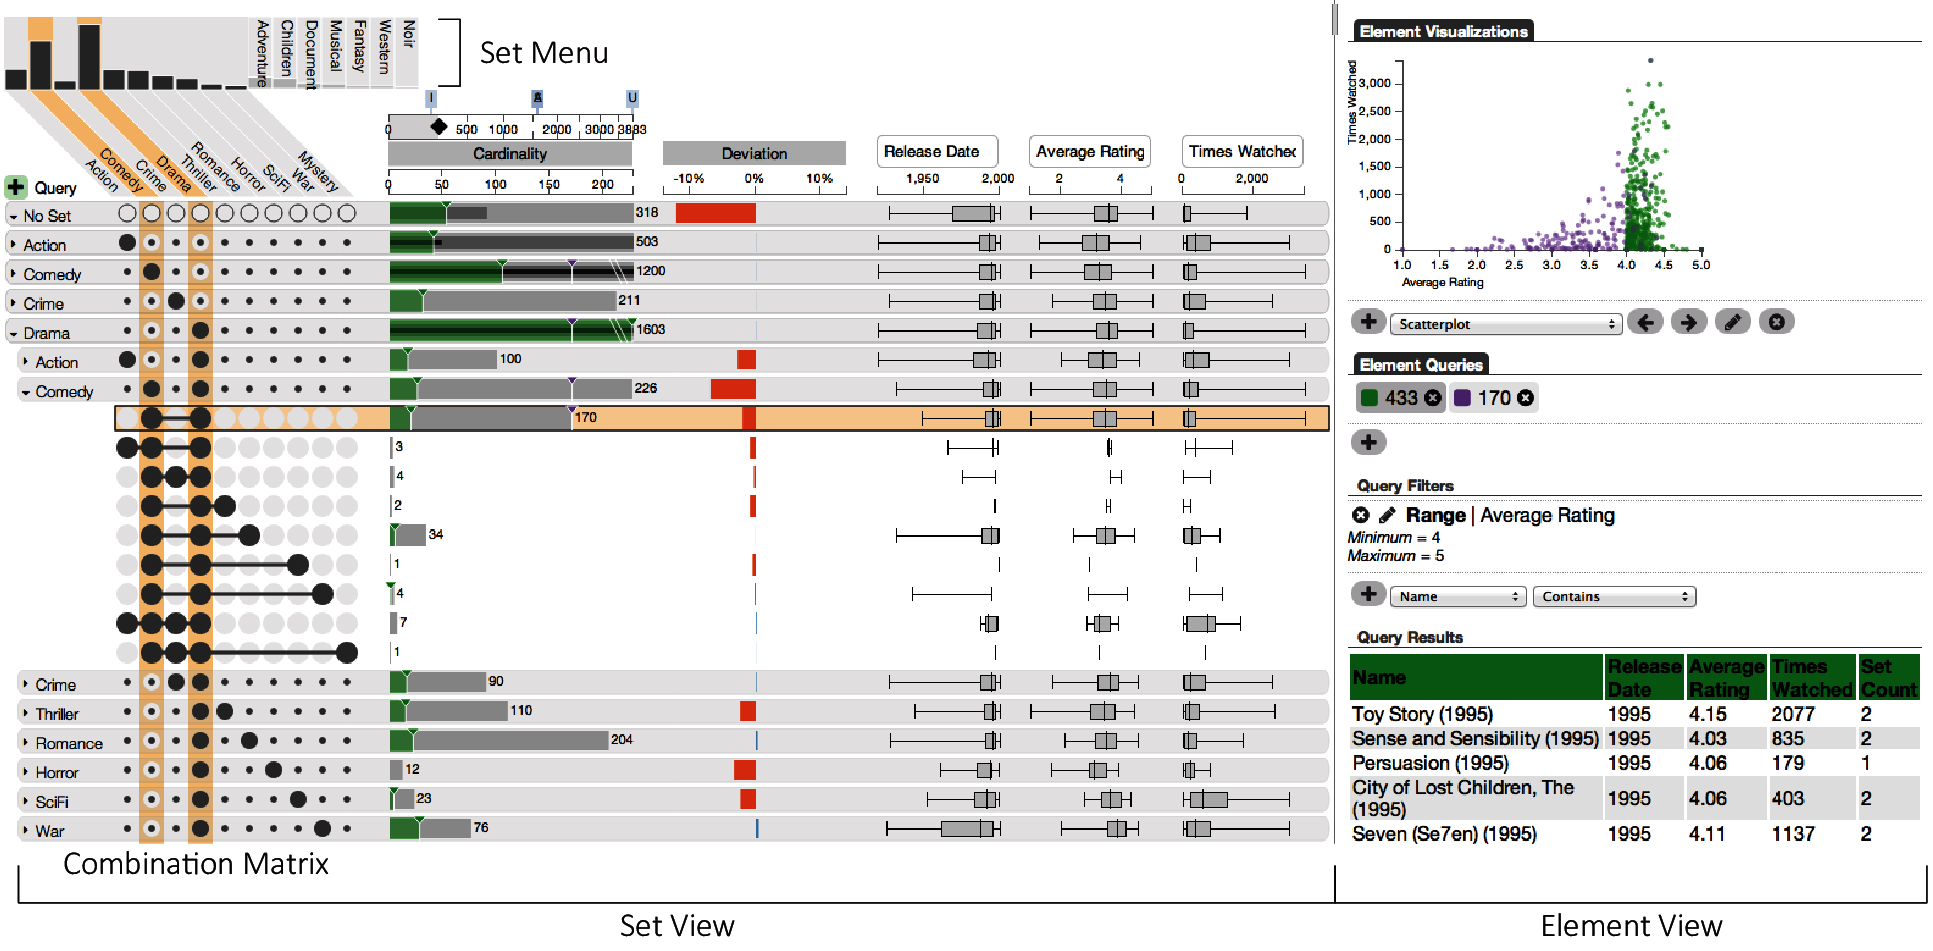 Adventure
Children
Document
Musical
Fantasy
Western
Noir
Set Menu
Action
Comedy
Crime
Drama
Thriller
Romance
Horror
SciFi
War
Mystery
Query
I
U
0 500 1000 2000 3000 3883
Cardinality
0 50 100 150 200
Deviation
-10% 0% 10%
Release Date
1,950 2,000
Average Rating
2 4
Times Watched
0 2,000
No Set 318
Action 503
Comedy 1200
Crime 211
Drama 1603
Action 100
Comedy 226
170
3
4
2
34
1
4
7
1
Crime 90
Thriller 110
Romance 204
Horror 12
SciFi 23
War 76
Combination Matrix
Set View
Element Visualizations
Times Watched
3,000
2,500
2,000
1,500
1,000
500
0
1.0 1.5 2.0 2.5 3.0 3.5 4.0 4.5 5.0
Average Rating
Scatterplot
Element Queries
433 170
Query Filters
Range | Average Rating
Minimum = 4
Maximum = 5
Name Contains
Query Results
Name Release Date Average Rating Times Watched Set Count
Toy Story (1995) 1995 4.15 2077 2
Sense and Sensibility (1995) 1995 4.03 835 2
Persuasion (1995) 1995 4.06 179 1
City of Lost Children, The (1995) 1995 4.06 403 2
Seven (Se7en) (1995) 1995 4.11 1137 2
Element View